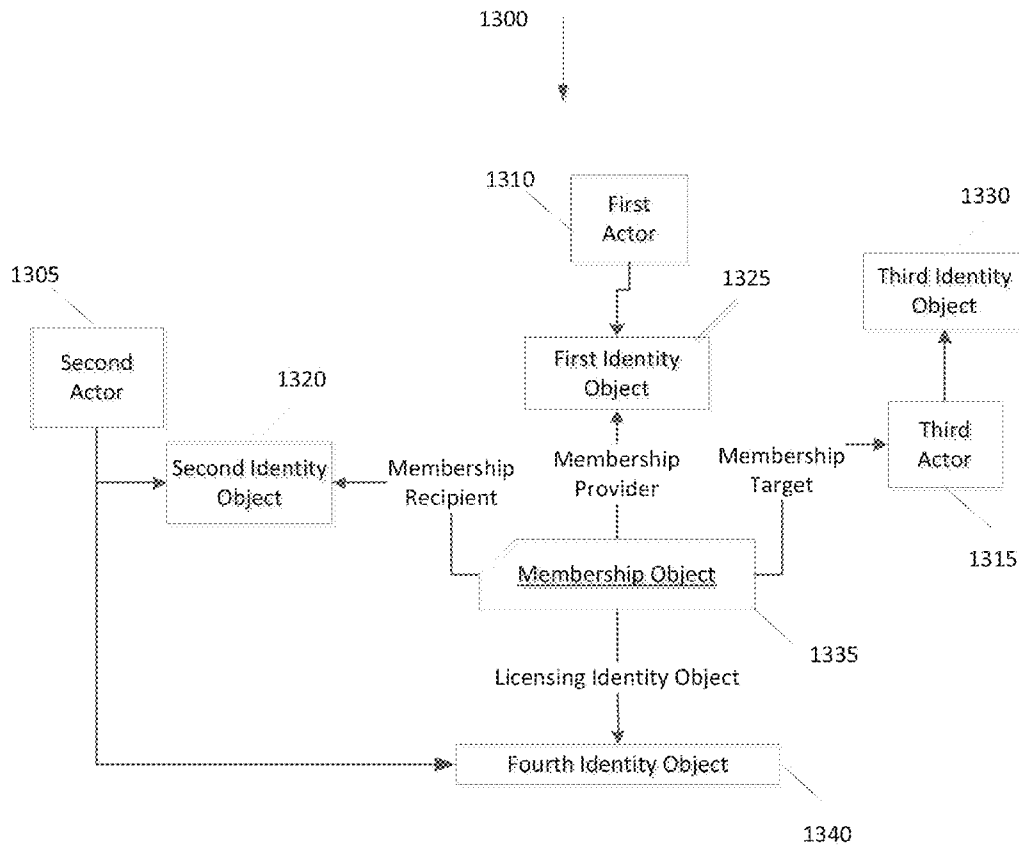 1300
1310
First
Actor
1330
Third Identity
Object
1305
1325
Second
Actor
First Identity
Object
1320
Third
Actor
Second Identity
Object
Membership
Recipient
Membership
Provider
Membership
Target
1315
Membership Object
1335
Licensing Identity Object
Fourth Identity Object
1340